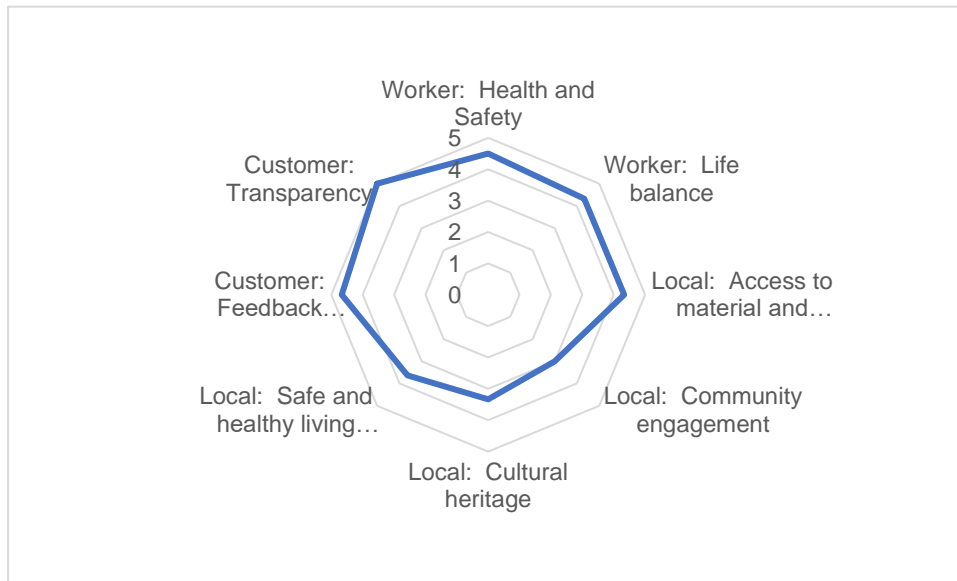 Worker:  Health and
Safety
Worker:  Life
balance
Local:  Access to
material and…
Local:  Community
engagement
Local:  Cultural
heritage
Local:  Safe and
healthy living…
Customer:
Feedback…
Customer:
Transparency
5
4
3
2
1
0